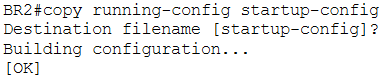 BR2#copy running-config startup-config
Destination filename [startup-config]?
Building configuration...
[OK]